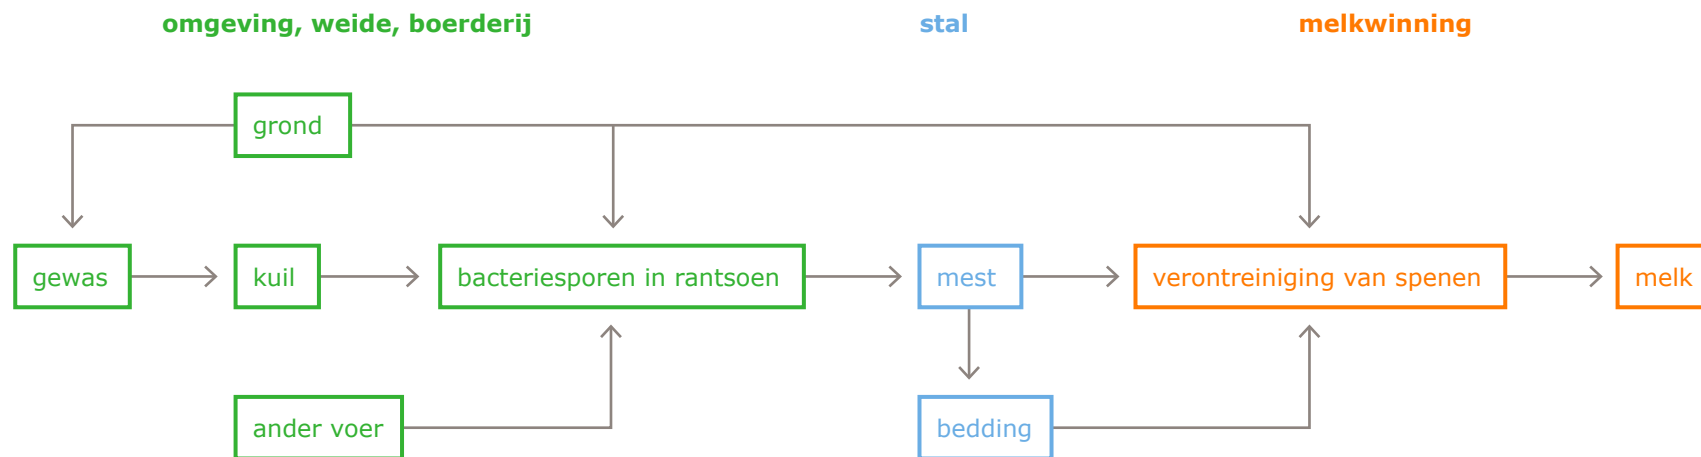 omgeving, weide, boerderij
stal
melkwinning
grond
gewas
kuil
bacteriesporen in rantsoen
mest
verontreiniging van spenen
melk
ander voer
bedding